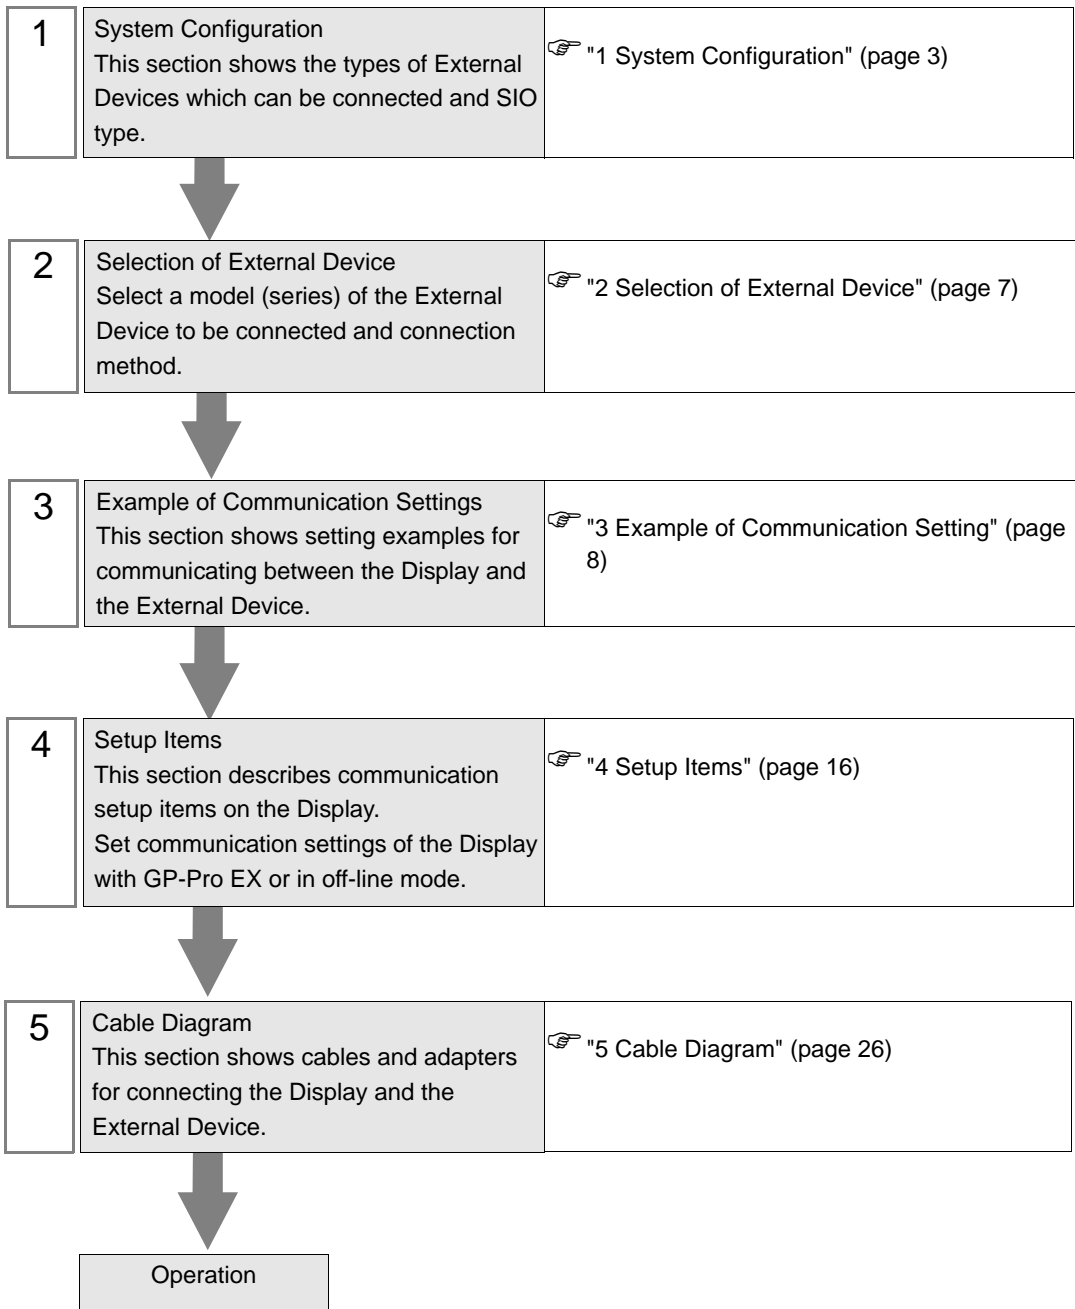 1
System Configuration
This section shows the types of External
Devices which can be connected and SIO
type.
"1 System Configuration" (page 3)
2
Selection of External Device
Select a model (series) of the External
Device to be connected and connection
method.
"2 Selection of External Device" (page 7)
3
Example of Communication Settings
This section shows setting examples for
communicating between the Display and
the External Device.
"3 Example of Communication Setting" (page
8)
4
Setup Items
This section describes communication
setup items on the Display.
Set communication settings of the Display
with GP-Pro EX or in off-line mode.
"4 Setup Items" (page 16)
5
Cable Diagram
This section shows cables and adapters
for connecting the Display and the
External Device.
"5 Cable Diagram" (page 26)
Operation